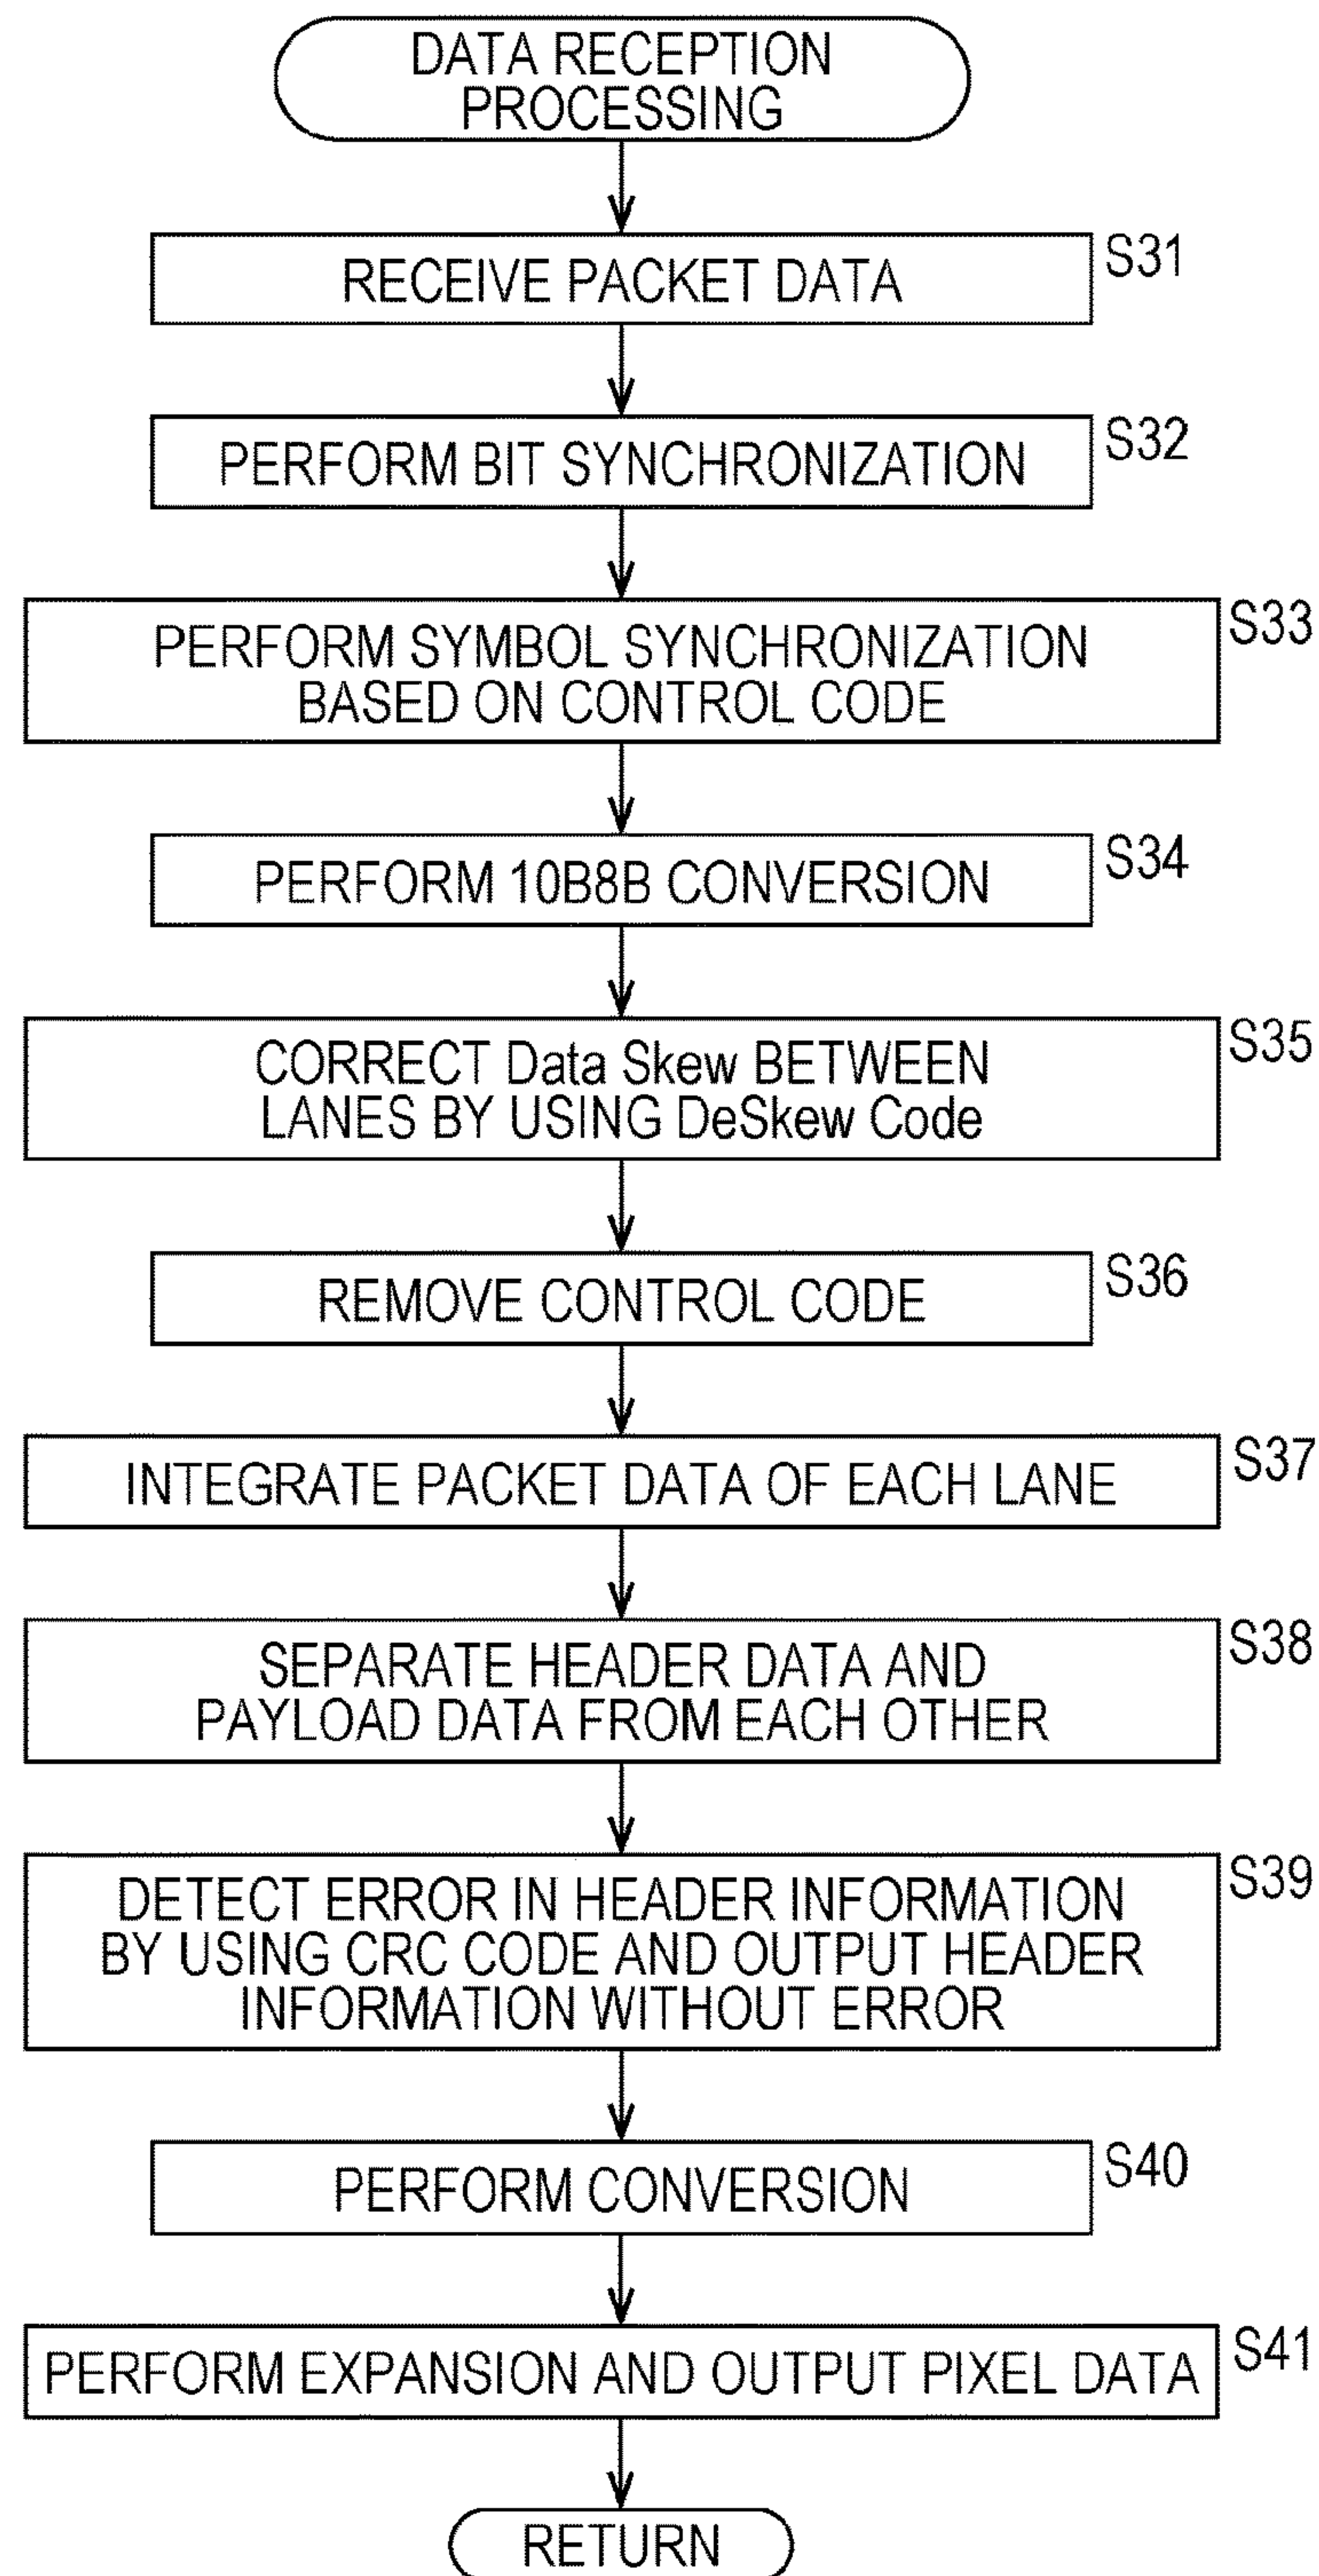 DATA RECEPTION
PROCESSING
S31
RECEIVE PACKET DATA
S32
PERFORM BIT SYNCHRONIZATION
S33
PERFORM SYMBOL SYNCHRONIZATION
BASED ON CONTROL CODE
S34
PERFORM 10B8B CONVERSION
S35
CORRECT Data Skew BETWEEN
LANES BY USING DeSkew Code
S36
REMOVE CONTROL CODE
S37
INTEGRATE PACKET DATA OF EACH LANE
S38
SEPARATE HEADER DATA AND
PAYLOAD DATA FROM EACH OTHER
S39
DETECT ERROR IN HEADER INFORMATION
BY USING CRC CODE AND OUTPUT HEADER
INFORMATION WITHOUT ERROR
S40
PERFORM CONVERSION
S41
PERFORM EXPANSION AND OUTPUT PIXEL DATA
RETURN